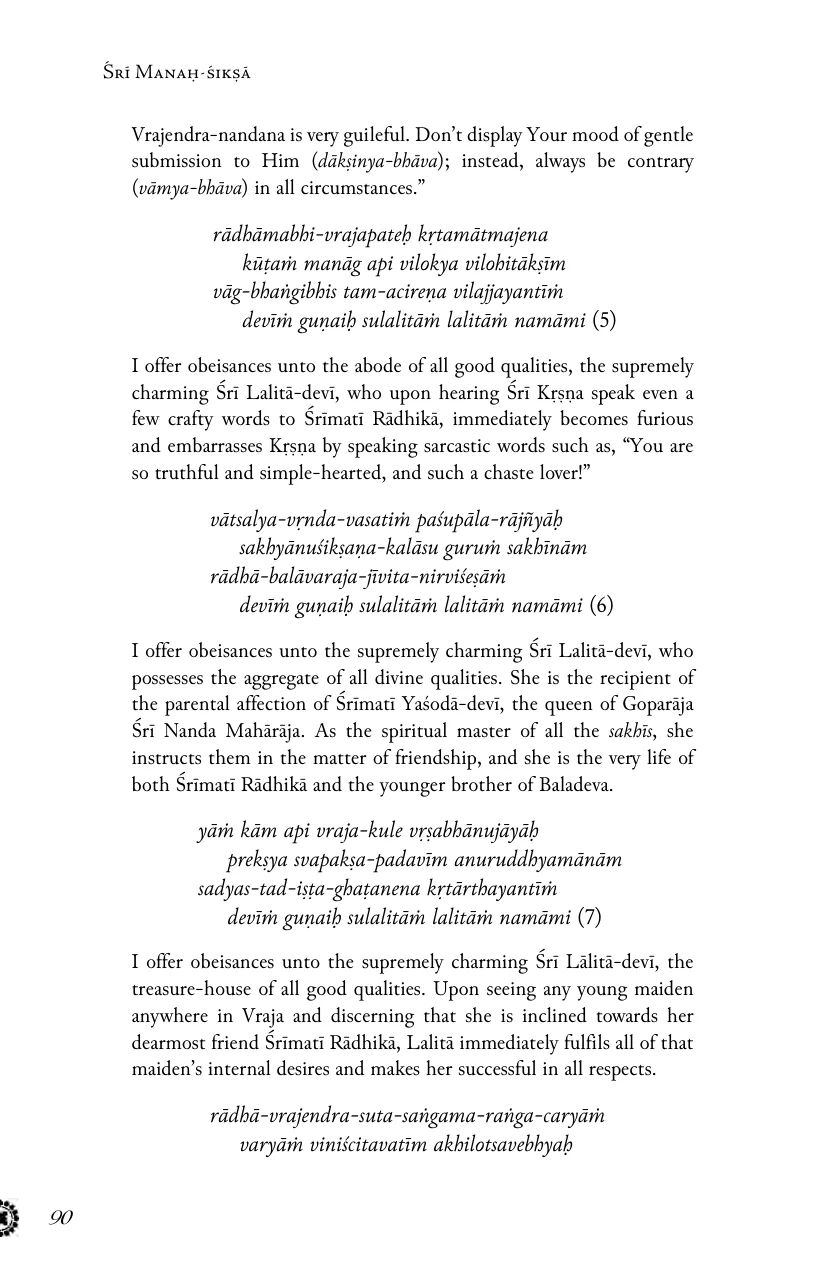 Śrī Manaḥ-śikṣā
Vrajendra-nandana is very guileful. Don’t display Your mood of gentle
submission to Him (dākṣinya-bhāva); instead, always be contrary
(vāmya-bhāva) in all circumstances.”
rādhāmabhi-vrajapateḥ kṛtamātmajena
kūṭaṁ manāg api vilokya vilohitākṣīm
vāg-bhaṅgibhis tam-acireṇa vilajjayantīṁ
devīṁ guṇaiḥ sulalitāṁ lalitāṁ namāmi (5)
I offer obeisances unto the abode of all good qualities, the supremely
charming Śrī Lalitā-devī, who upon hearing Śrī Kṛṣṇa speak even a
few crafty words to Śrīmatī Rādhikā, immediately becomes furious
and embarrasses Kṛṣṇa by speaking sarcastic words such as, “You are
so truthful and simple-hearted, and such a chaste lover!”
vātsalya-vṛnda-vasatiṁ paśupāla-rājñyāḥ
sakhyānuśikṣaṇa-kalāsu guruṁ sakhīnām
rādhā-balāvaraja-jīvita-nirviśeṣāṁ
devīṁ guṇaiḥ sulalitāṁ lalitāṁ namāmi (6)
I offer obeisances unto the supremely charming Śrī Lalitā-devī, who
possesses the aggregate of all divine qualities. She is the recipient of
the parental affection of Śrīmatī Yaśodā-devī, the queen of Goparāja
Śrī Nanda Mahārāja. As the spiritual master of all the sakhīs, she
instructs them in the matter of friendship, and she is the very life of
both Śrīmatī Rādhikā and the younger brother of Baladeva.
yāṁ kām api vraja-kule vṛṣabhānujāyāḥ
prekṣya svapakṣa-padavīm anuruddhyamānām
sadyas-tad-iṣṭa-ghaṭanena kṛtārthayantīṁ
devīṁ guṇaiḥ sulalitāṁ lalitāṁ namāmi (7)
I offer obeisances unto the supremely charming Śrī Lālitā-devī, the
treasure-house of all good qualities. Upon seeing any young maiden
anywhere in Vraja and discerning that she is inclined towards her
dearmost friend Śrīmatī Rādhikā, Lalitā immediately fulfils all of that
maiden’s internal desires and makes her successful in all respects.
rādhā-vrajendra-suta-saṅgama-raṅga-caryāṁ
varyāṁ viniścitavatīm akhilotsavebhyaḥ
90